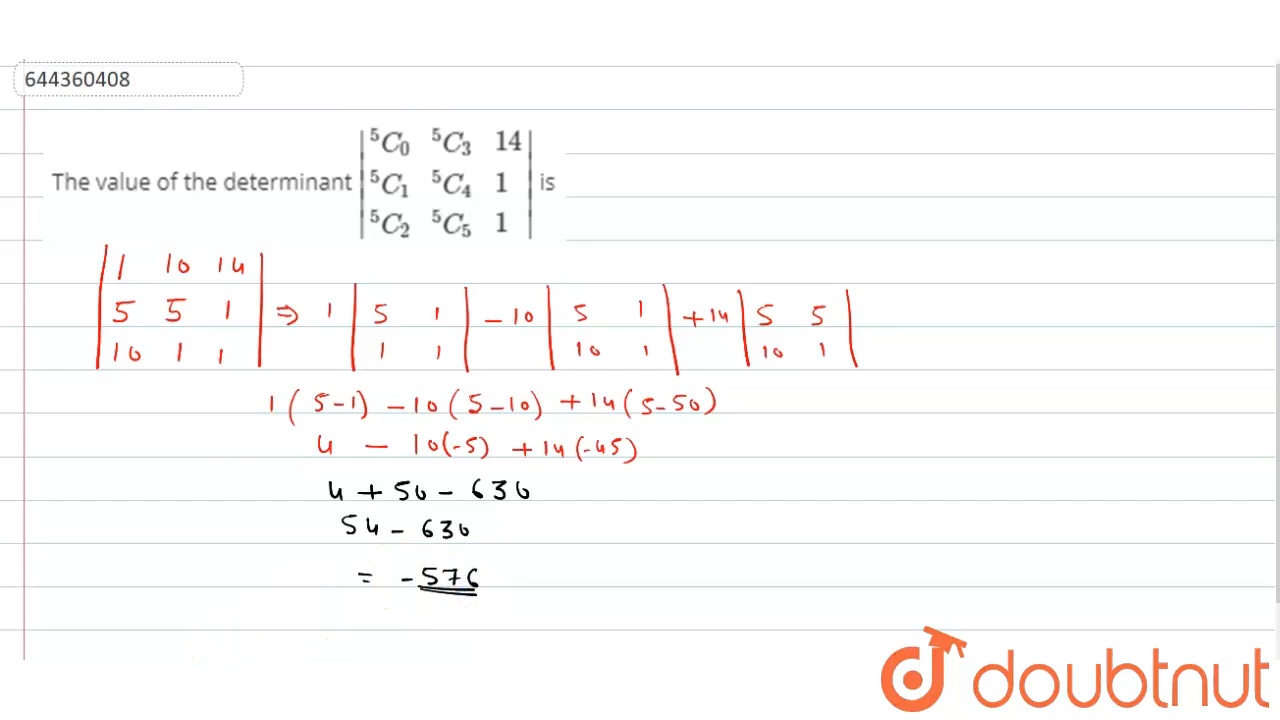 644360408
The value of the determinant | ⁵C₀ ⁵C₃ 14 | is
| ⁵C₁ ⁵C₄ 1 |
| ⁵C₂ ⁵C₅ 1 |
| 1 10 14 |
| 5 5 1 | ⇒ 1 | 5 1 | - 10 | 5 1 | + 14 | 5 5 |
| 10 1 1 | | 1 1 | | 10 1 | | 10 1 |
1 ( 5-1) - 10 ( 5-10) + 14 ( 5-50)
4 - 10(-5) + 14 (-45)
4 + 50 - 630
54 - 630
= - 576
doubtnut